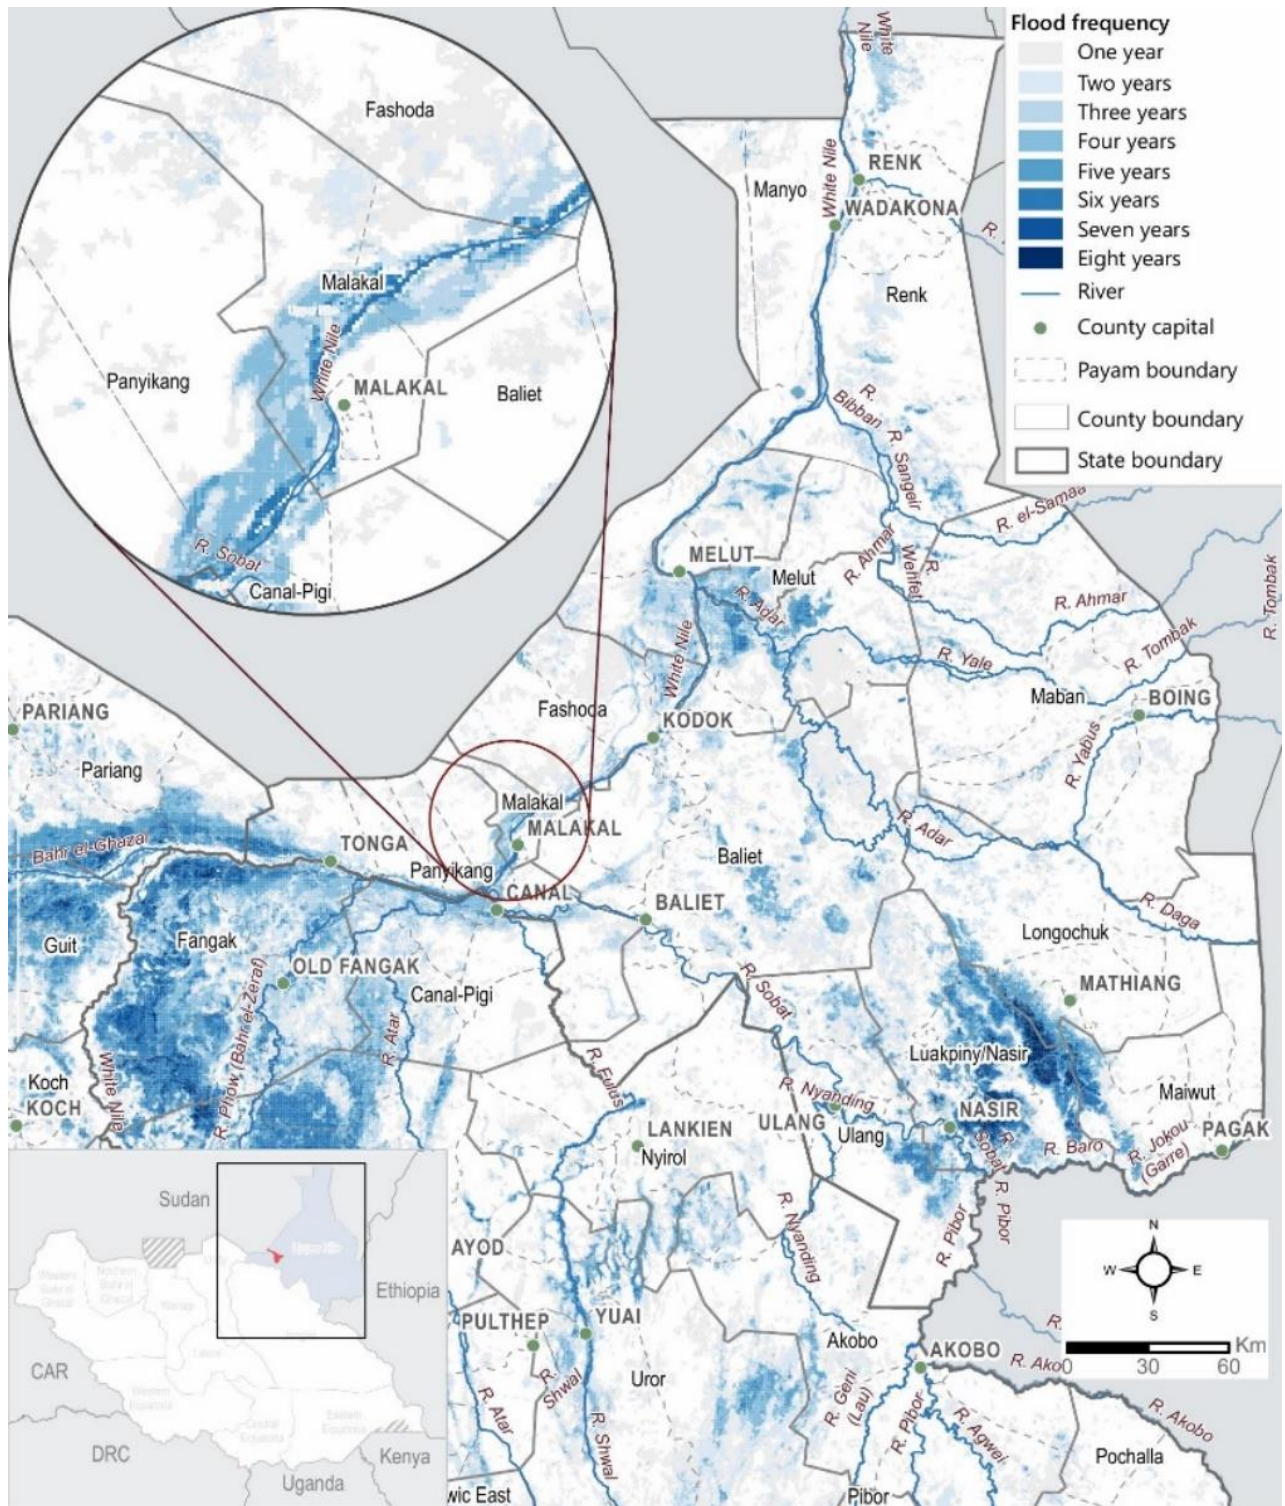 Flood frequency
One year
Two years
Three years
Four years
Five years
Six years
Seven years
Eight years
River
County capital
Payam boundary
County boundary
State boundary
Fashoda
Malakal
White Nile
MALAKAL
Panyikang
Baliet
R. Sobat
Canal-Pigi
White
Nile
RENK
Manyo
White Nile
WADAKONA
R.
Renk
R.
Bibban
R. Sangeir
R. el-Samaa
MELUT
Melut
R. Ahmar
R.
Wehfet
R. Adar
R. Ahmar
R. Tombak
R. Tombak
White Nile
R. Yale
Maban
BOING
Fashoda
KODOK
R. Yabus
PARIANG
Pariang
Malakal
MALAKAL
R. Adar
Bahr el-Ghazal
TONGA
Panyikang
Baliet
CANAL
BALIET
R. Daga
Guit
Fangak
Longochuk
OLD FANGAK
Canal-Pigi
R. Sobat
MATHIANG
R. Atar
R. Phow (Bahr el-Zeraf)
White Nile
Luakpiny/Nasir
Koch
KOCH
R. Fulus
R. Nyanding
Maiwut
LANKIEN
ULANG
Ulang
NASIR
PAGAK
Nyirol
R.
Sobat
R. Baro
R. Jokou
(Garre)
R. Pibor
R. Pibor
R. Nyanding
AYOD
N
W
E
S
PULTHEP
YUAI
Akobo
AKOBO
R.
R. Ako
Km
0
30
60
R.
Shwal
Uror
R. Geni
(Lau)
R. Atar
R. Shwal
R. Pibor
R. Agwei
R. Akobo
Pochalla
wic East
Pibor
Sudan
Ethiopia
CAR
DRC
Uganda
Kenya